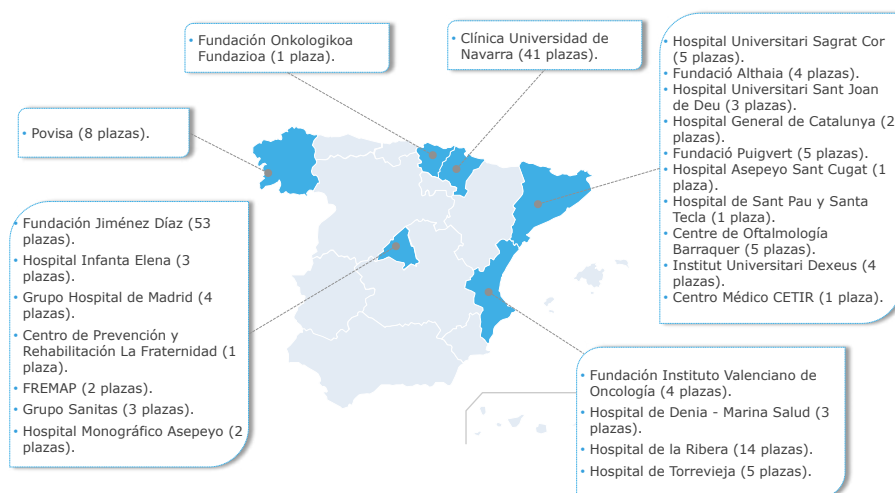 • Fundación Onkologikoa
Fundazioa (1 plaza).
• Clínica Universidad de
Navarra (41 plazas).
• Hospital Universitari Sagrat Cor
(5 plazas).
• Fundació Althaia (4 plazas).
• Hospital Universitari Sant Joan
de Deu (3 plazas).
• Hospital General de Catalunya (2
plazas).
• Fundació Puigvert (5 plazas).
• Hospital Asepeyo Sant Cugat (1
plaza).
• Hospital de Sant Pau y Santa
Tecla (1 plaza).
• Centre de Oftalmología
Barraquer (5 plazas).
• Institut Universitari Dexeus (4
plazas).
• Centro Médico CETIR (1 plaza).
• Povisa (8 plazas).
• Fundación Jiménez Díaz (53
plazas).
• Hospital Infanta Elena (3
plazas).
• Grupo Hospital de Madrid (4
plazas).
• Centro de Prevención y
Rehabilitación La Fraternidad (1
plaza).
• FREMAP (2 plazas).
• Grupo Sanitas (3 plazas).
• Hospital Monográfico Asepeyo (2
plazas).
• Fundación Instituto Valenciano de
Oncología (4 plazas).
• Hospital de Denia - Marina Salud (3
plazas).
• Hospital de la Ribera (14 plazas).
• Hospital de Torrevieja (5 plazas).